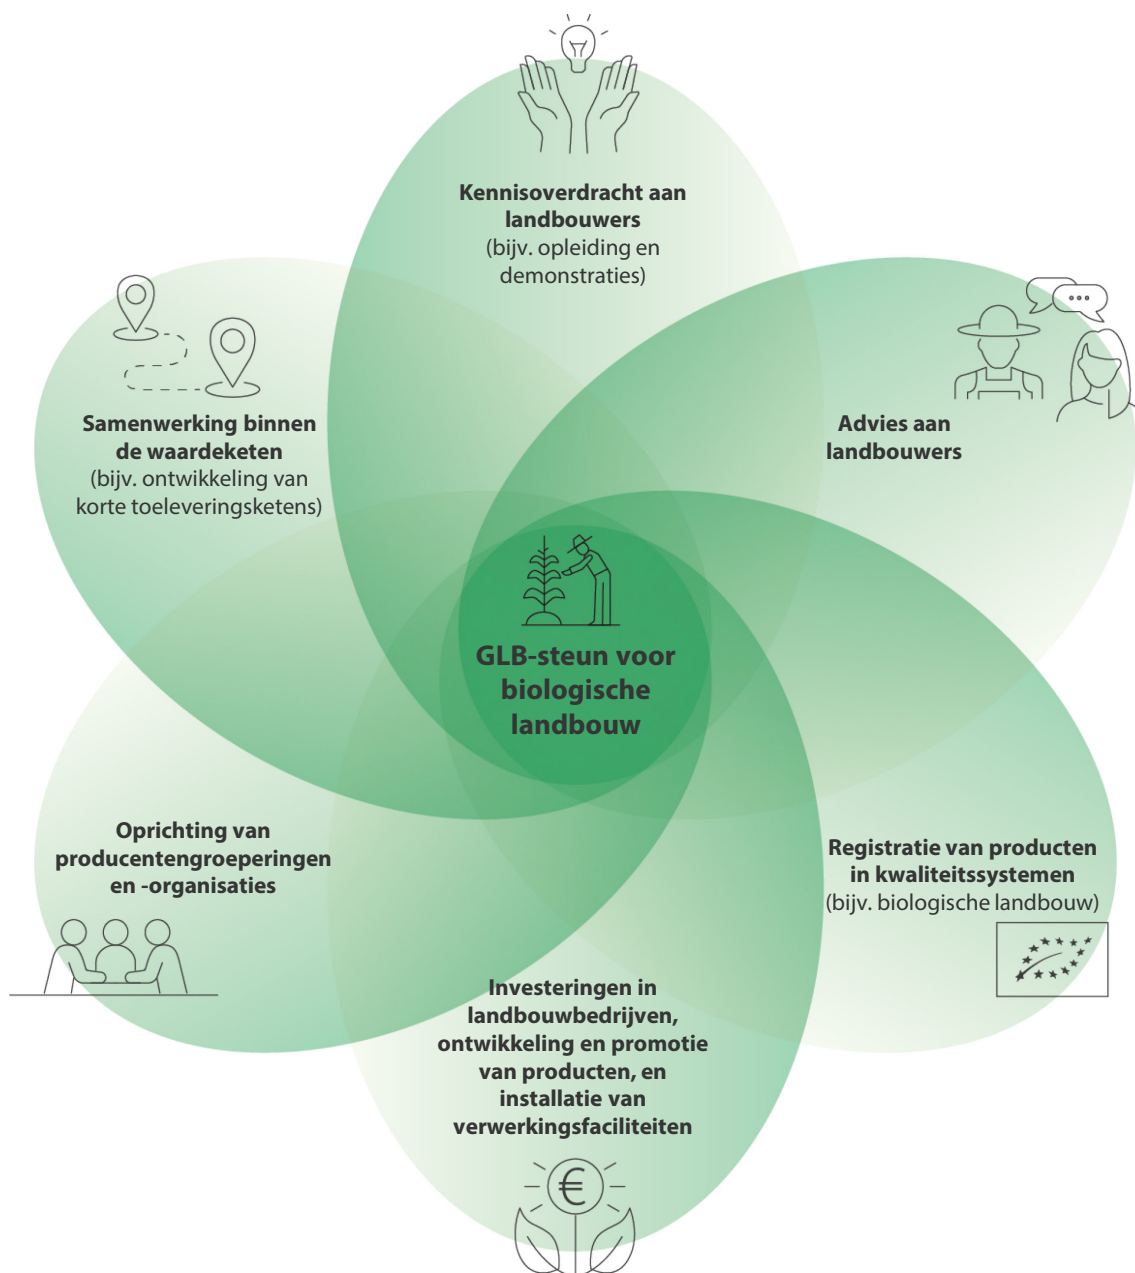 Kennisoverdracht aan
landbouwers
(bijv. opleiding en
demonstraties)
Advies aan
landbouwers
Samenwerking binnen
de waardeketen
(bijv. ontwikkeling van
korte toeleveringsketens)
GLB-steun voor
biologische
landbouw
Oprichting van
producentengroeperingen
en -organisaties
Registratie van producten
in kwaliteitssystemen
(bijv. biologische landbouw)
Investeringen in
landbouwbedrijven,
ontwikkeling en promotie
van producten, en
installatie van
verwerkingsfaciliteiten
€